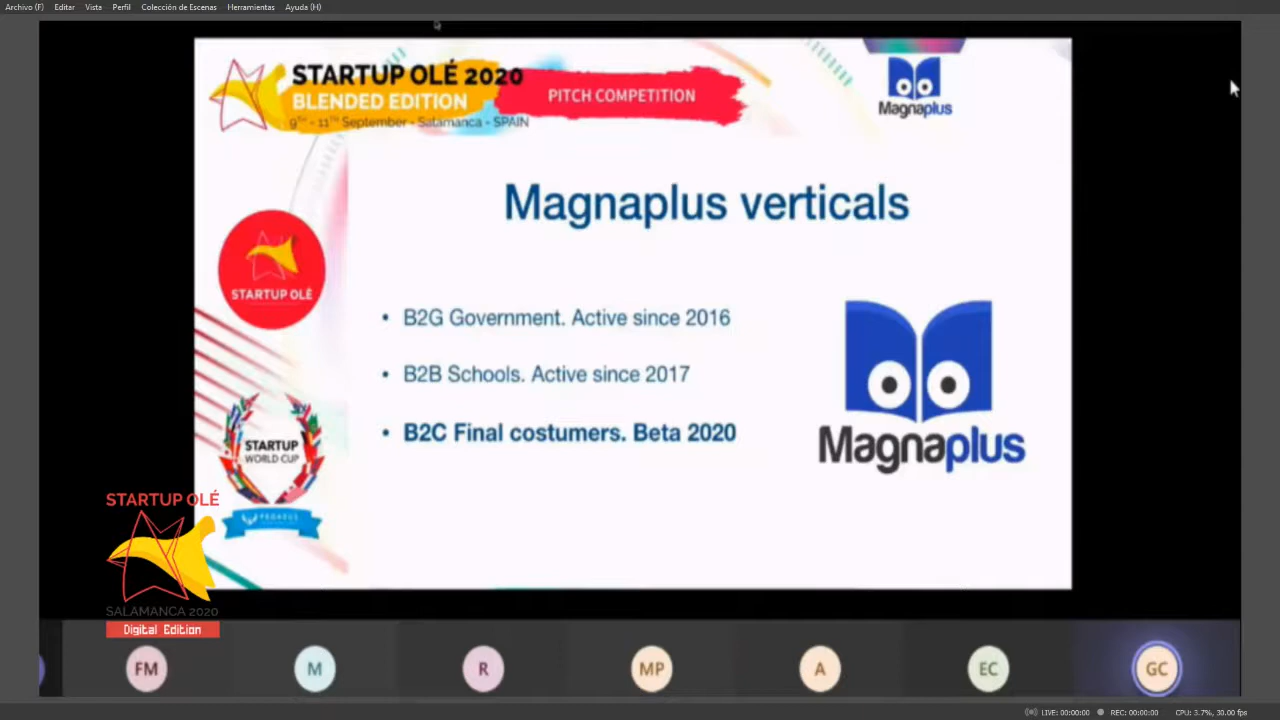 Archivo (F) Editar Vista Perfil Colección de Escenas Herramientas Ayuda (H)
STARTUP OLÉ 2020
BLENDED EDITION
9TH - 11TH September - Salamanca - SPAIN
PITCH COMPETITION
Magnaplus
Magnaplus verticals
STARTUP OLÉ
• B2G Government. Active since 2016
• B2B Schools. Active since 2017
• B2C Final costumers. Beta 2020
Magnaplus
STARTUP
WORLD CUP
PEGASUS
STARTUP OLÉ
SALAMANCA 2020
Digital Edition
FM M R MP A EC GC
LIVE: 00:00:00 REC: 00:00:00 CPU: 3.7%, 30.00 fps